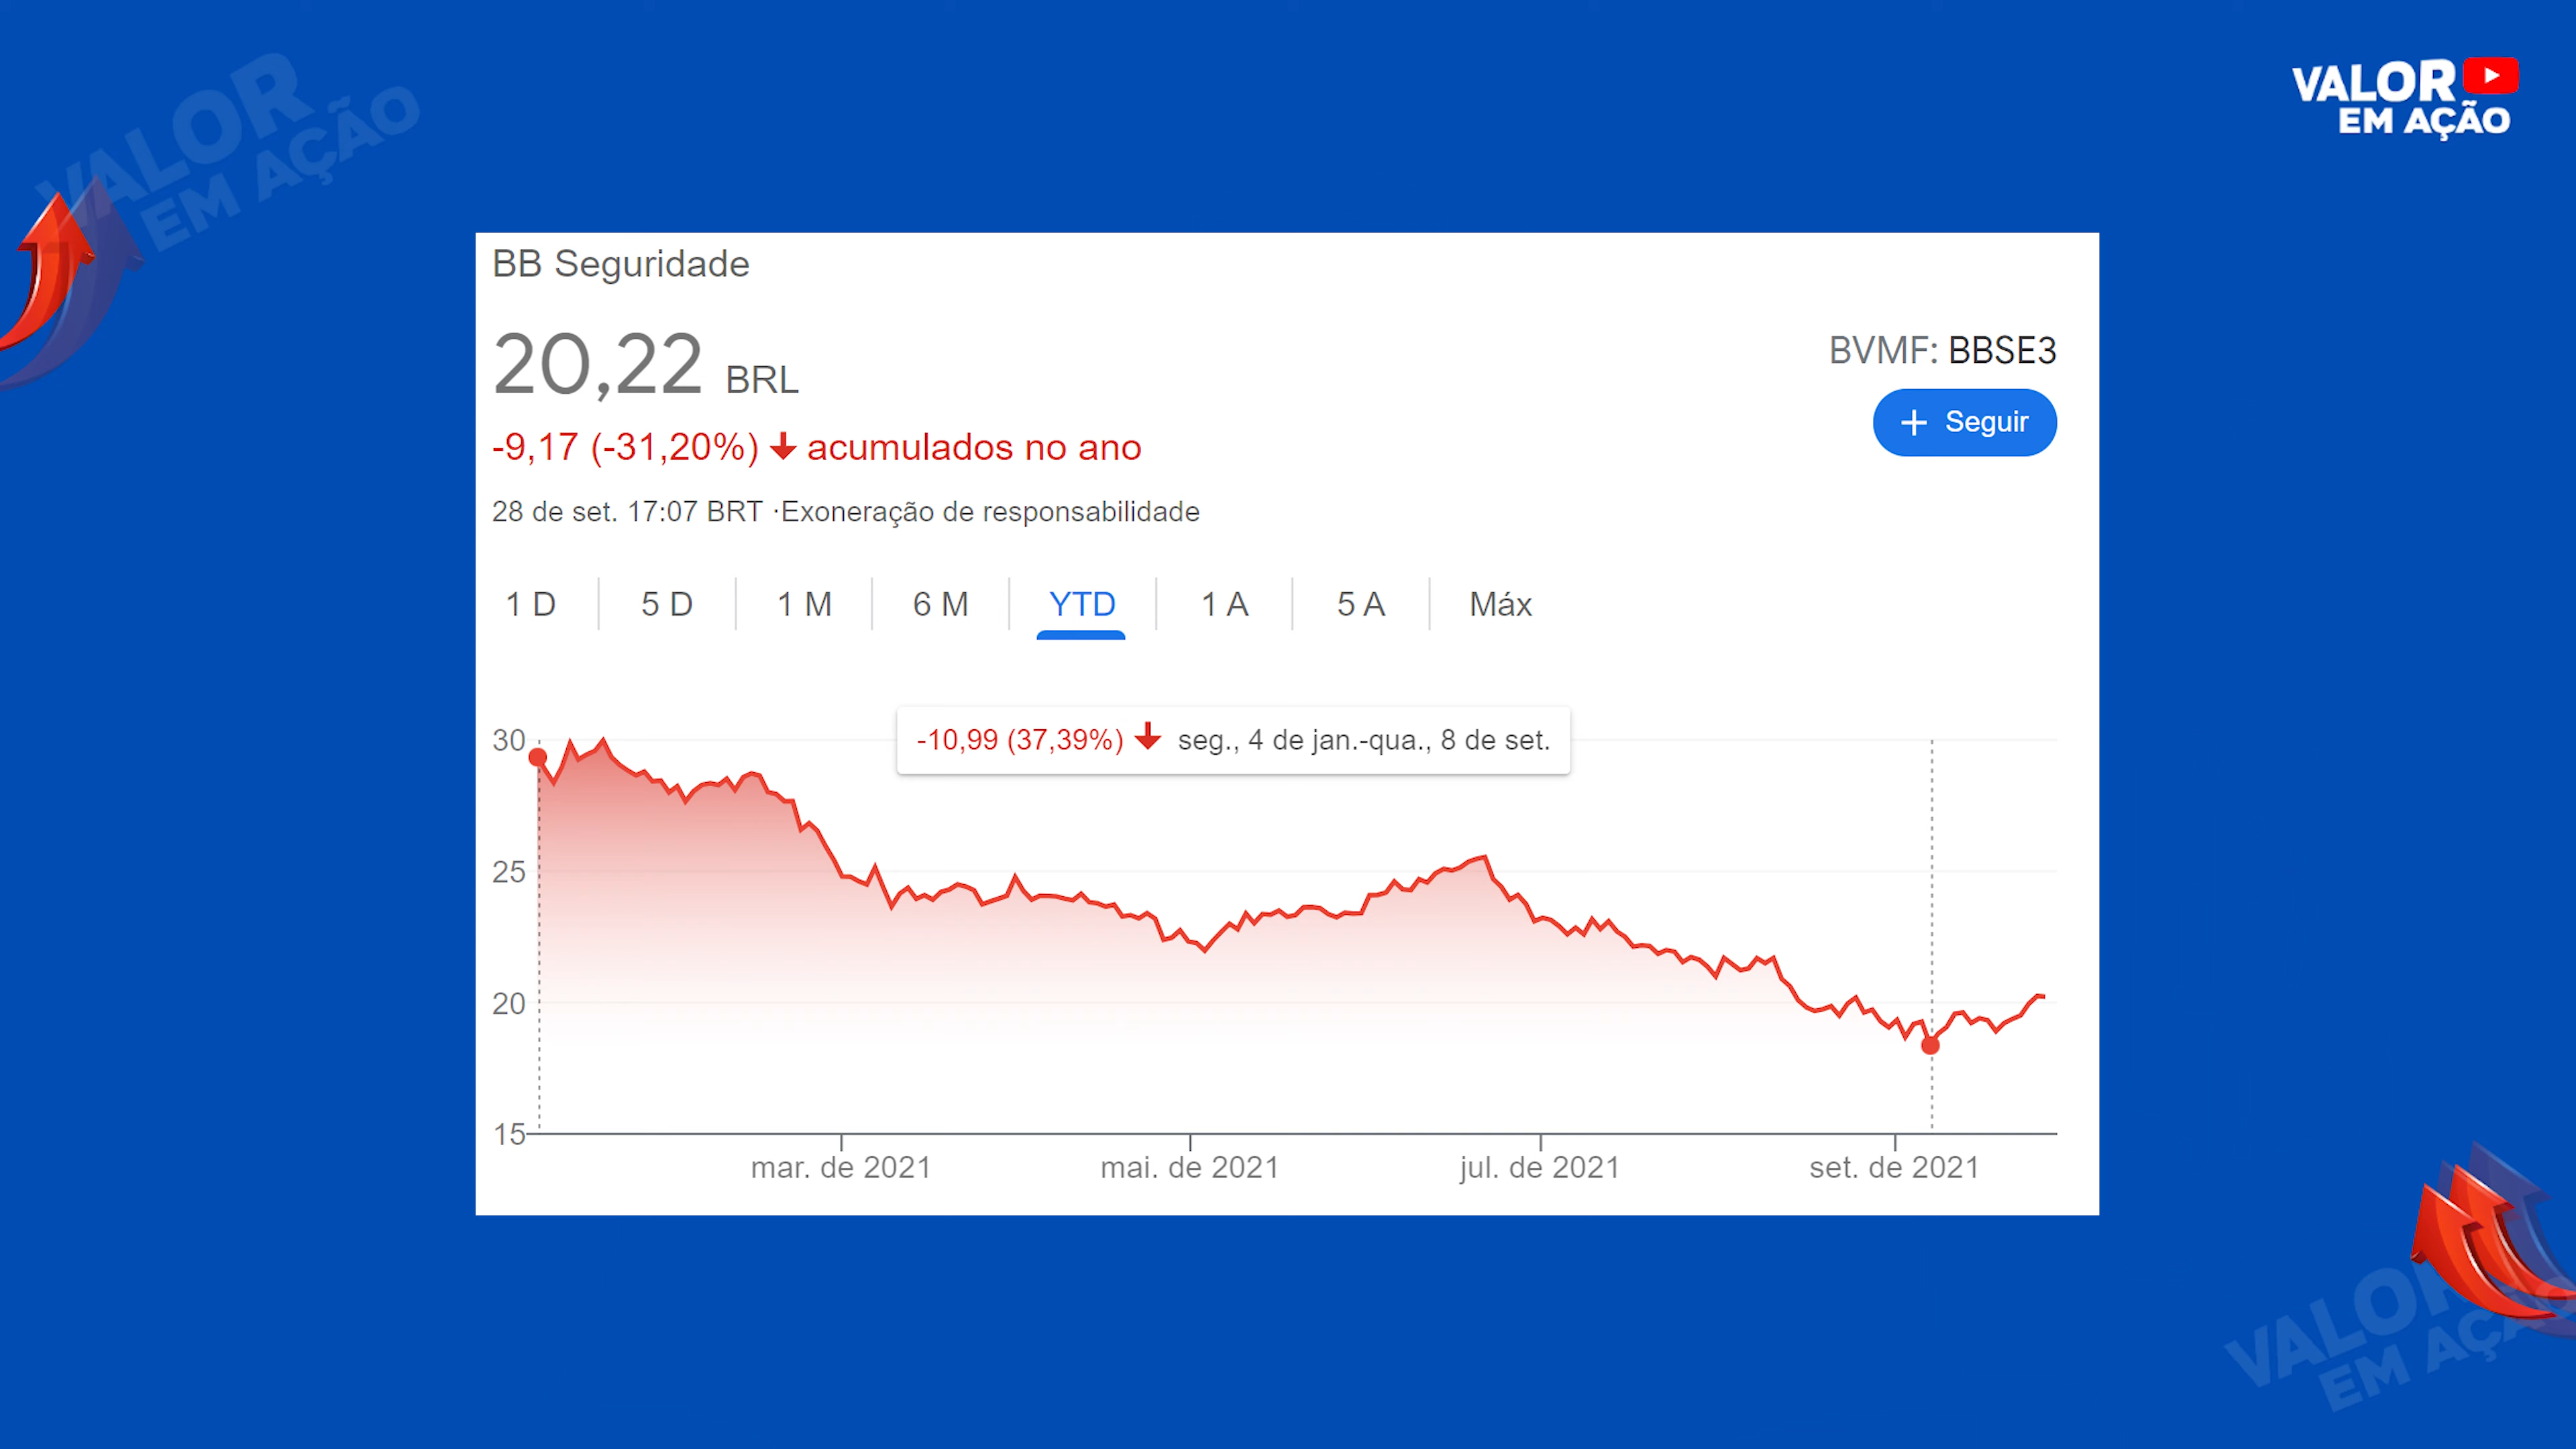 VALOR
EM AÇÃO
VALOR
EM AÇÃO
BB Seguridade
20,22 BRL
BVMF: BBSE3
-9,17 (-31,20%) acumulados no ano
+ Seguir
28 de set. 17:07 BRT ·Exoneração de responsabilidade
1 D 5 D 1 M 6 M YTD 1 A 5 A Máx
-10,99 (37,39%) seg., 4 de jan.-qua., 8 de set.
30
25
20
15
mar. de 2021 mai. de 2021 jul. de 2021 set. de 2021
VALOR
EM AÇÃO